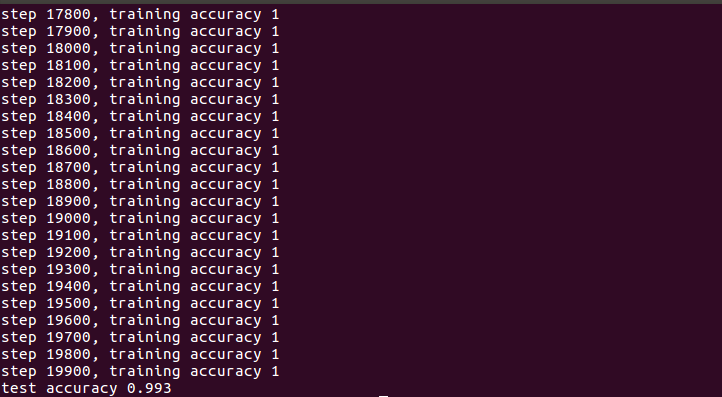 step 17800, training accuracy 1
step 17900, training accuracy 1
step 18000, training accuracy 1
step 18100, training accuracy 1
step 18200, training accuracy 1
step 18300, training accuracy 1
step 18400, training accuracy 1
step 18500, training accuracy 1
step 18600, training accuracy 1
step 18700, training accuracy 1
step 18800, training accuracy 1
step 18900, training accuracy 1
step 19000, training accuracy 1
step 19100, training accuracy 1
step 19200, training accuracy 1
step 19300, training accuracy 1
step 19400, training accuracy 1
step 19500, training accuracy 1
step 19600, training accuracy 1
step 19700, training accuracy 1
step 19800, training accuracy 1
step 19900, training accuracy 1
test accuracy 0.993